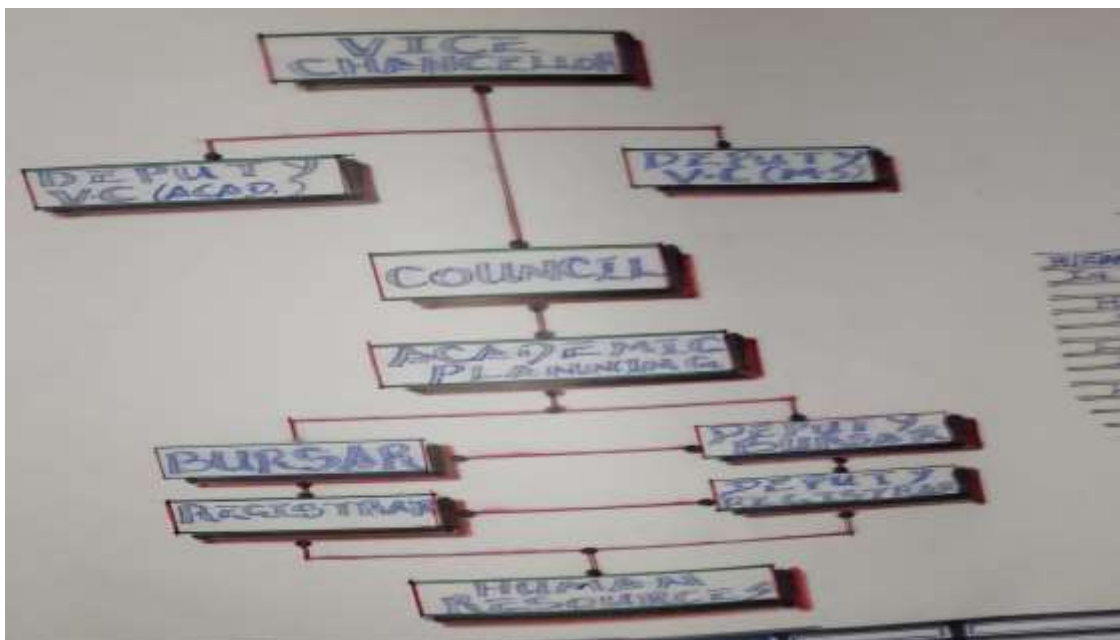 VICE
CHANCELLOR
DEPUTY
V.C (ACAD.)
DEPUTY
V.C (MS)
COUNCIL
ACADEMIC
PLANNING
BURSAR
DEPUTY
BURSAR
REGISTRAR
DEPUTY
REGISTRAR
HUMAN
RESOURCES